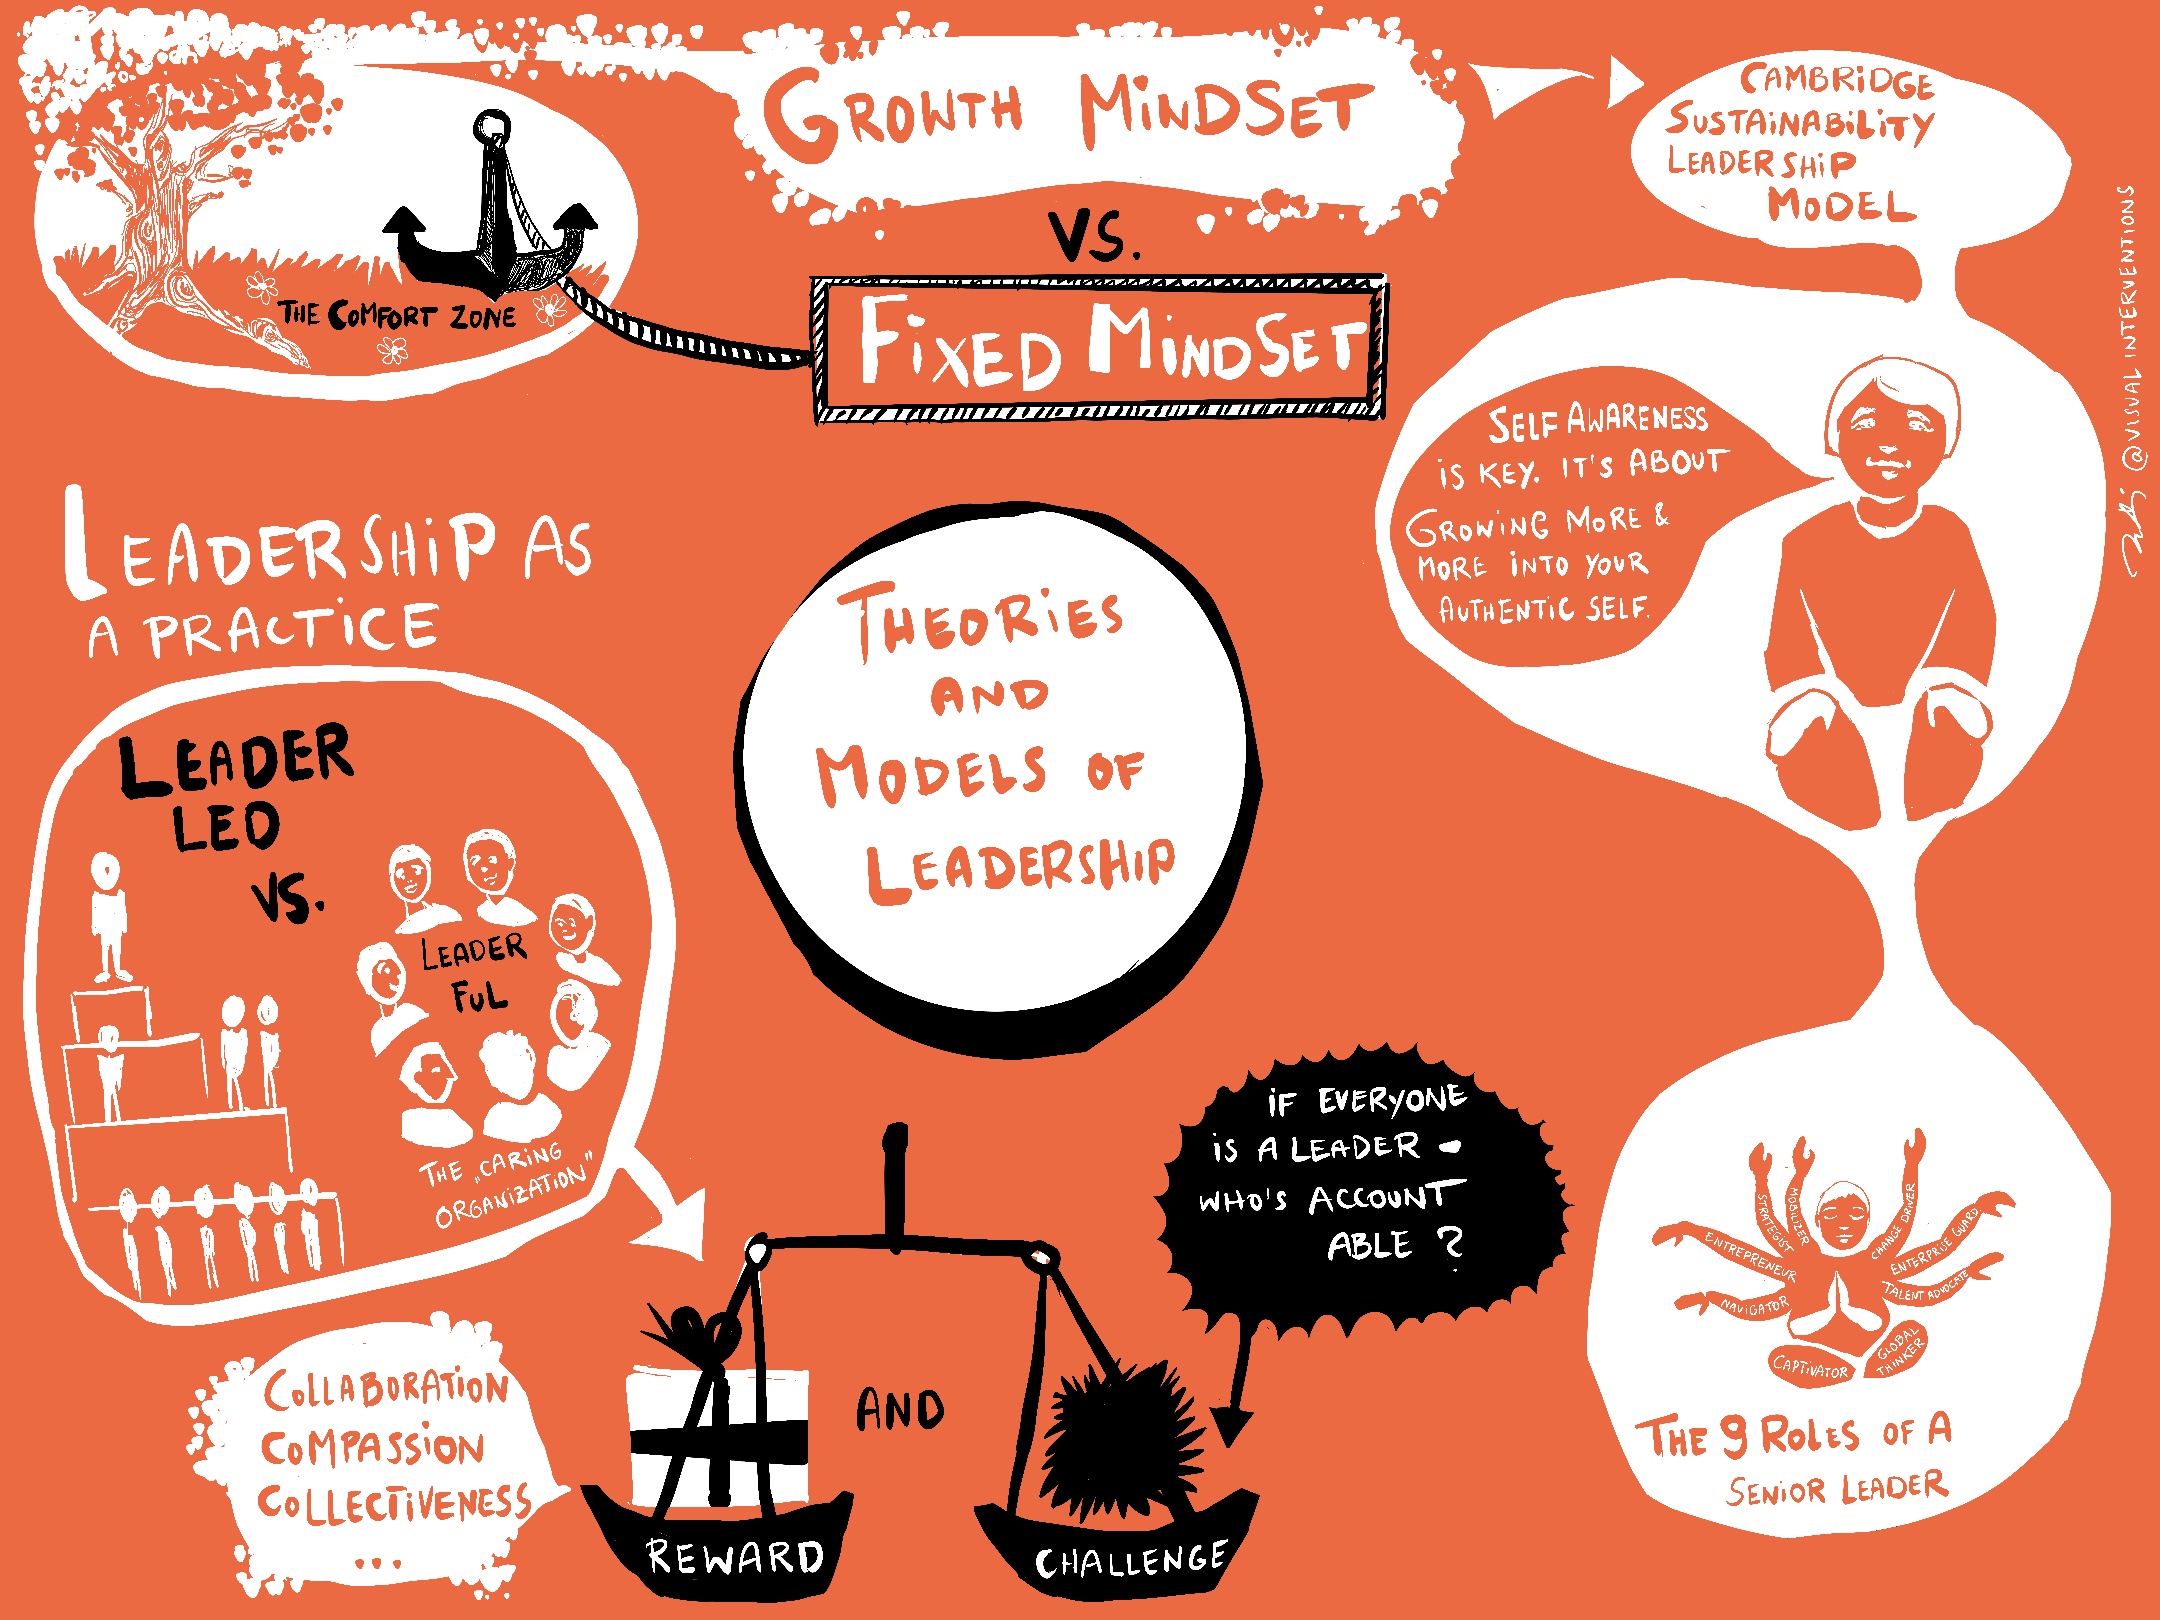 GROWTH MINDSET
VS.
FIXED MINDSET
THE COMFORT ZONE
CAMBRIDGE
SUSTAINABILITY
LEADERSHIP
MODEL
SELF AWARENESS
IS KEY. IT'S ABOUT
GROWING MORE &
MORE INTO YOUR
AUTHENTIC SELF.
@VISUAL INTERVENTIONS
LEADERSHIP AS
A PRACTICE
LEADER
LED
VS.
LEADER
FUL
THE „CARING
ORGANIZATION"
THEORIES
AND
MODELS OF
LEADERSHIP
IF EVERYONE
IS A LEADER -
WHO'S ACCOUNT
ABLE ?
COLLABORATION
COMPASSION
COLLECTIVENESS
...
REWARD
AND
CHALLENGE
STRATEGIST
MOBILIZER
CHANGE DRIVER
ENTREPRENEUR
ENTERPRISE GUARD
NAVIGATOR
TALENT ADVOCATE
CAPTIVATOR
GLOBAL
THINKER
THE 9 ROLES OF A
SENIOR LEADER